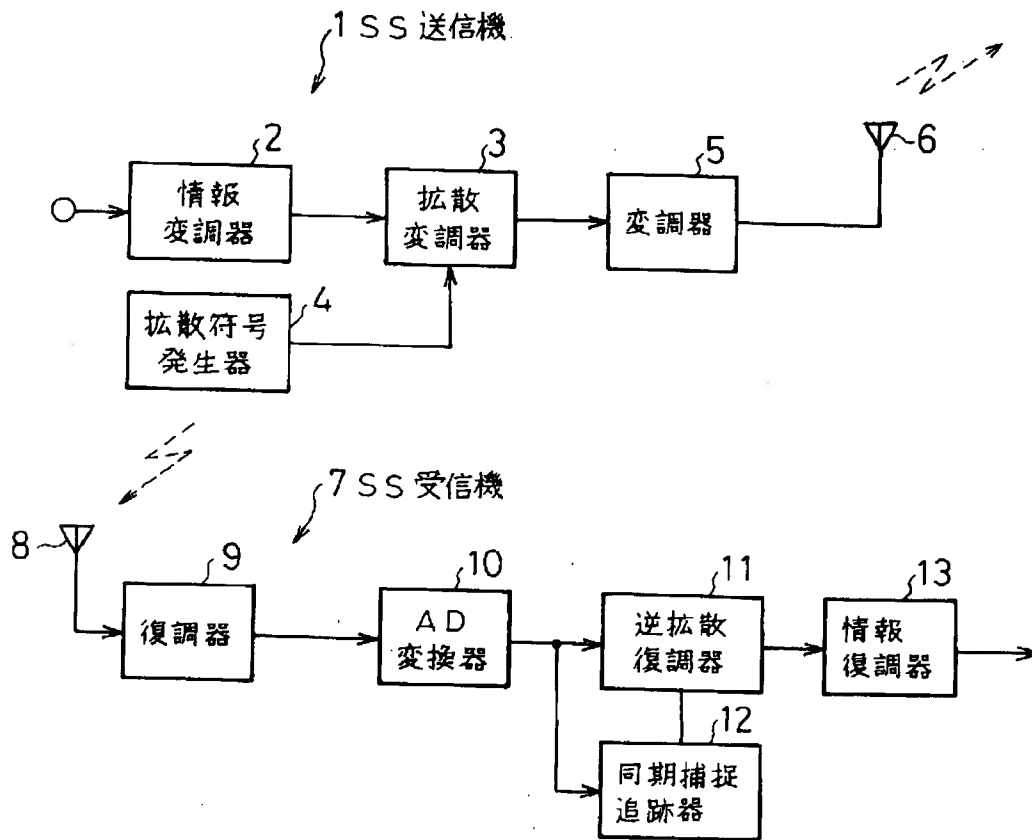 1 SS 送信機
2
情報
変調器
3
拡散
変調器
5
変調器
6
4
拡散符号
発生器
7 SS 受信機
8
9
復調器
10
AD
変換器
11
逆拡散
復調器
13
情報
復調器
12
同期捕捉
追跡器